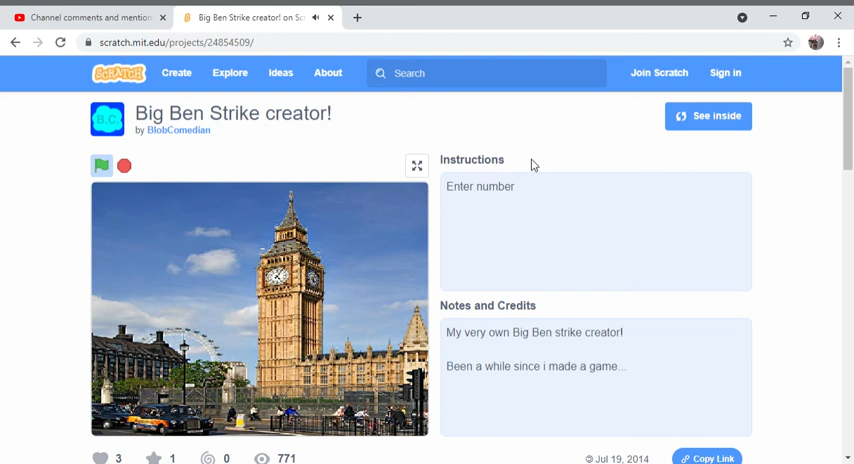 Channel comments and mention
Big Ben Strike creator! on Scr
scratch.mit.edu/projects/24854509/
SCRATCH
Create
Explore
Ideas
About
Search
Join Scratch
Sign in
B.C.
Big Ben Strike creator!
by BlobComedian
See inside
Instructions
Enter number
Notes and Credits
My very own Big Ben strike creator!
Been a while since i made a game...
3
1
0
771
© Jul 19, 2014
Copy Link